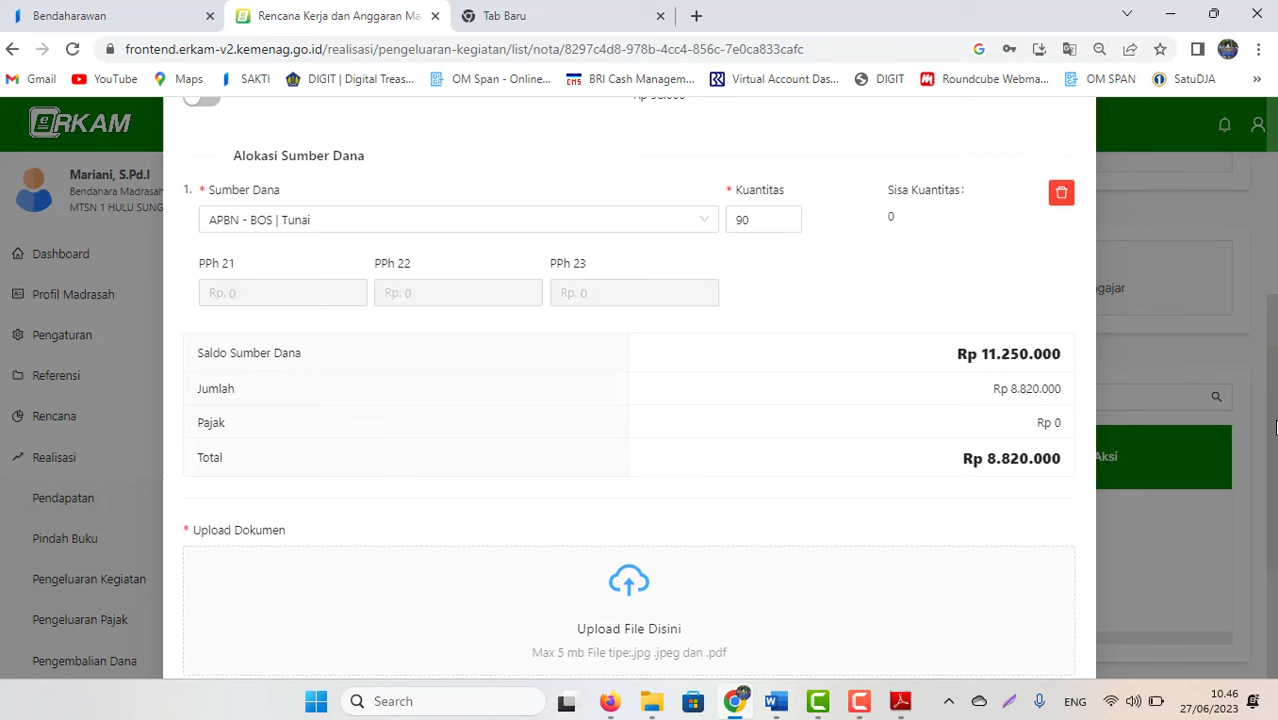 Bendaharawan
Rencana Kerja dan Anggaran Ma
Tab Baru
frontend.erkam-v2.kemenag.go.id/realisasi/pengeluaran-kegiatan/list/nota/8297c4d8-978b-4cc4-856c-7e0ca833cafc
Gmail
YouTube
Maps
SAKTI
DIGIT | Digital Treas...
OM Span - Online...
BRI Cash Managem...
Virtual Account Das...
DIGIT
Roundcube Webma...
OM SPAN
SatuDJA
»
eRKAM
Mariani, S.Pd.I
Bendahara Madrasah
MTSN 1 HULU SUNG
Dashboard
Profil Madrasah
Pengaturan
Referensi
Rencana
Realisasi
Pendapatan
Pindah Buku
Pengeluaran Kegiatan
Pengeluaran Pajak
Pengembalian Dana
Alokasi Sumber Dana
1. * Sumber Dana
* Kuantitas
Sisa Kuantitas:
APBN - BOS | Tunai
90
0
PPh 21
PPh 22
PPh 23
Rp. 0
Rp. 0
Rp. 0
Saldo Sumber Dana
Rp 11.250.000
Jumlah
Rp 8.820.000
Pajak
Rp 0
Total
Rp 8.820.000
* Upload Dokumen
Upload File Disini
Max 5 mb File tipe:.jpg .jpeg dan .pdf
ngajar
Aksi
Search
ENG
10.46
27/06/2023